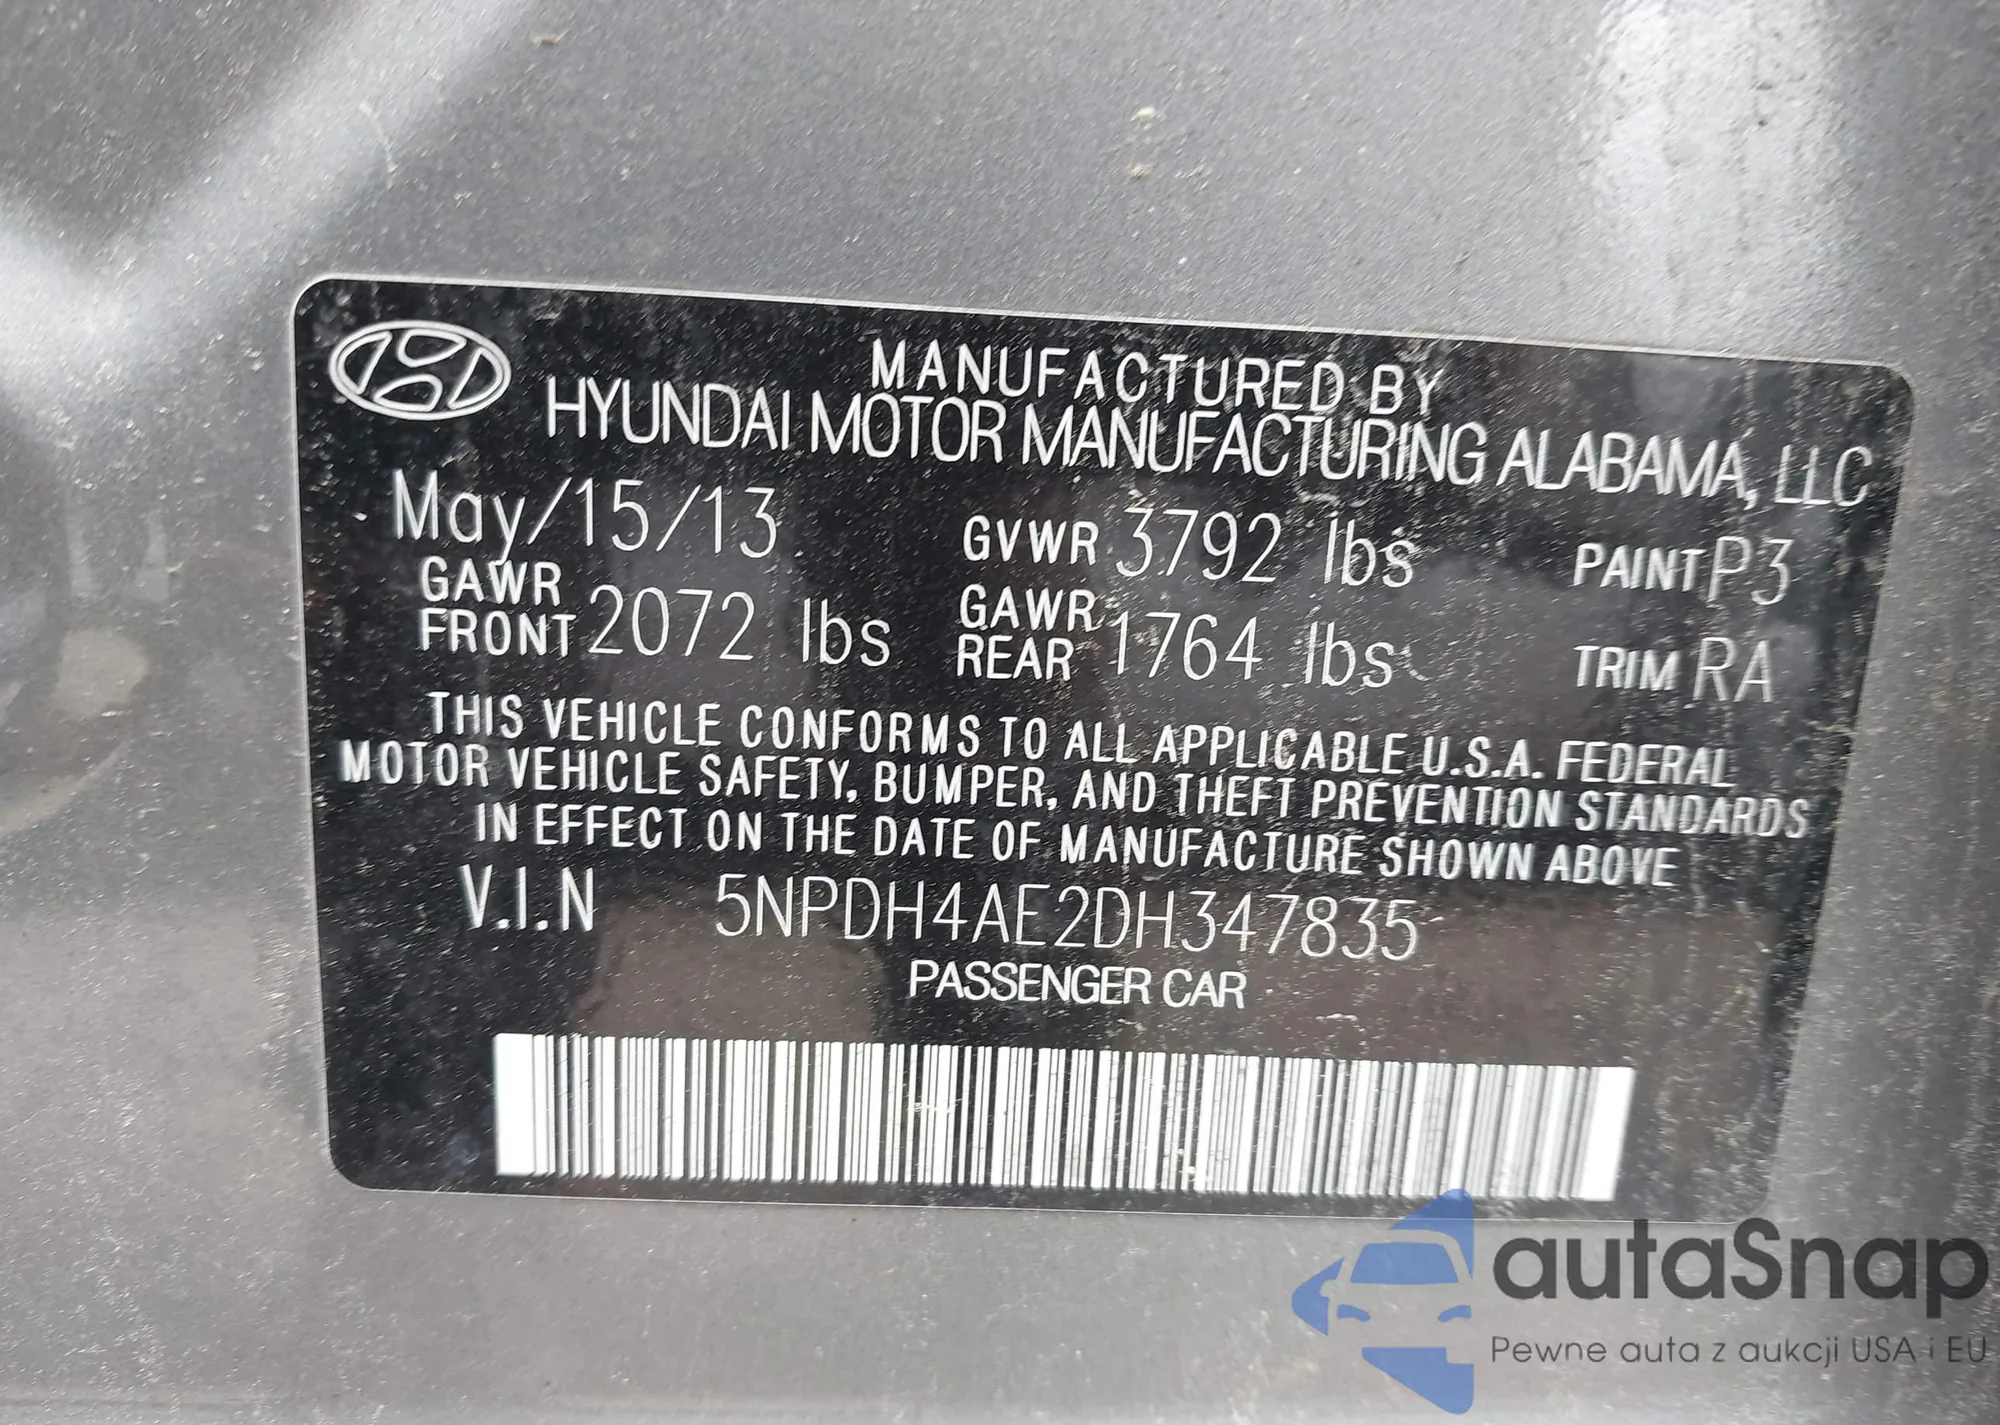 MANUFACTURED BY
HYUNDAI MOTOR MANUFACTURING ALABAMA, LLC
May/15/13 GVWR 3792 lbs PAINT P3
GAWR FRONT 2072 lbs GAWR REAR 1764 lbs TRIM RA
THIS VEHICLE CONFORMS TO ALL APPLICABLE U.S.A. FEDERAL
MOTOR VEHICLE SAFETY, BUMPER, AND THEFT PREVENTION STANDARDS
IN EFFECT ON THE DATE OF MANUFACTURE SHOWN ABOVE
V.I.N 5NPDH4AE2DH347835
PASSENGER CAR
autaSnap
Pewne auta z aukcji USA i EU